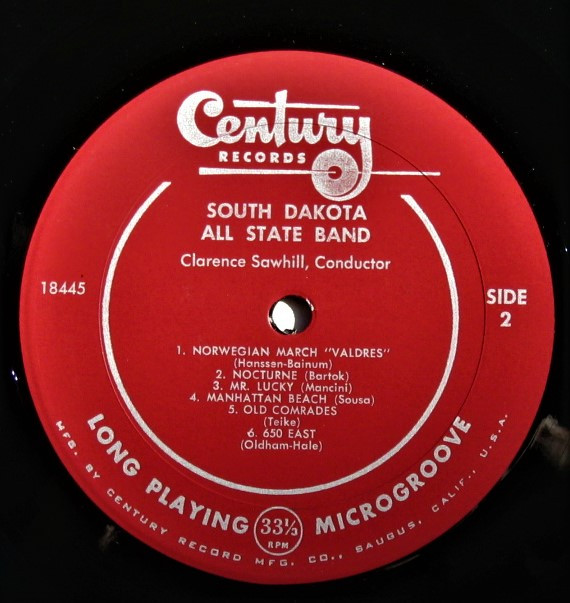 Century
RECORDS
SOUTH DAKOTA
ALL STATE BAND
Clarence Sawhill, Conductor
18445
SIDE
2
1. NORWEGIAN MARCH "VALDRES"
(Hanssen-Bainum)
2. NOCTURNE (Bartok)
3. MR. LUCKY (Mancini)
4. MANHATTAN BEACH (Sousa)
5. OLD COMRADES
(Teike)
6. 650 EAST
(Oldham-Hale)
LONG PLAYING 33⅓ RPM MICROGROOVE
MFG. BY CENTURY RECORD MFG. CO., SAUGUS, CALIF., U.S.A.